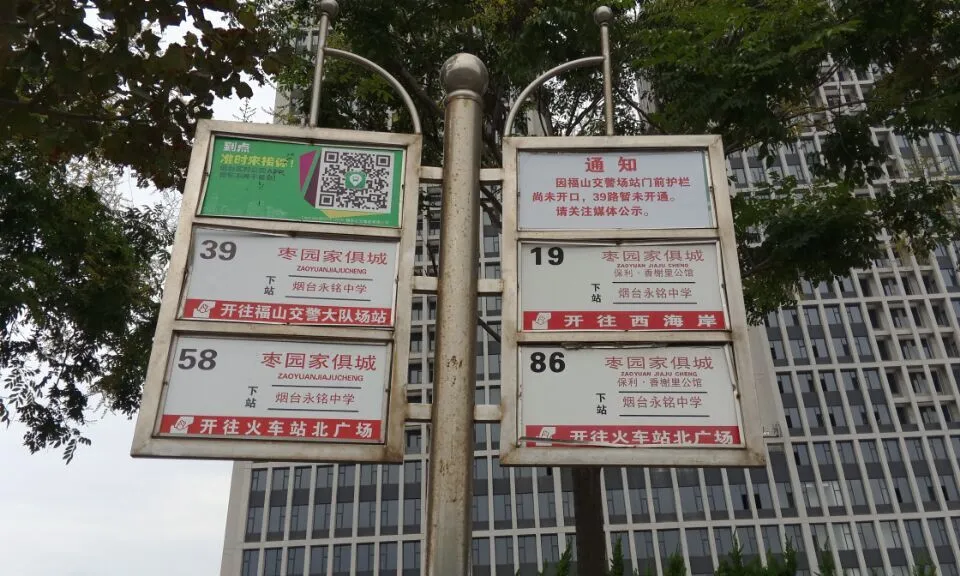 到点
准时来接你！
39
枣园家俱城
ZAOYUANJIAJUCHENG
下站
烟台永铭中学
开往福山交警大队场站
58
枣园家俱城
ZAOYUANJIAJUCHENG
下站
烟台永铭中学
开往火车站北广场
通知
因福山交警场站门前护栏
尚未开口，39路暂未开通。
请关注媒体公示。
19
枣园家俱城
ZAOYUAN JIAJU CHENG
保利·香榭里公馆
下站
烟台永铭中学
开往西海岸
86
枣园家俱城
ZAOYUAN JIAJU CHENG
保利·香榭里公馆
下站
烟台永铭中学
开往火车站北广场